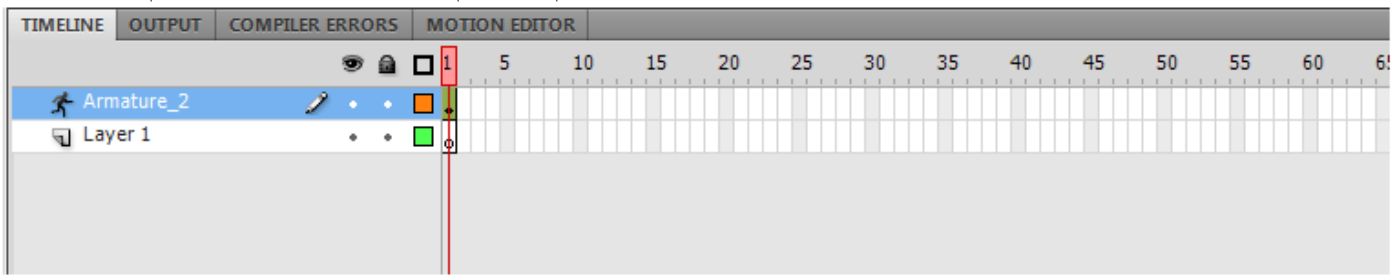 TIMELINE OUTPUT COMPILER ERRORS MOTION EDITOR
1 5 10 15 20 25 30 35 40 45 50 55 60
Armature_2
Layer 1